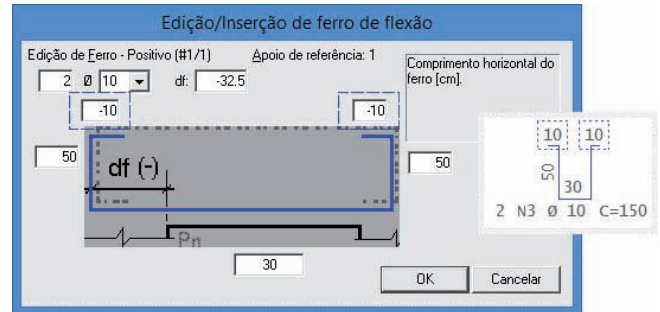 Edição/Inserção de ferro de flexão
Edição de Ferro - Positivo (#1/1) Apoio de referência: 1
2 Ø 10 df: -32.5
Comprimento horizontal do
ferro [cm].
-10 -10
50 50
df (-)
Pn
30
OK Cancelar
10 10
50
30
2 N3 Ø 10 C=150